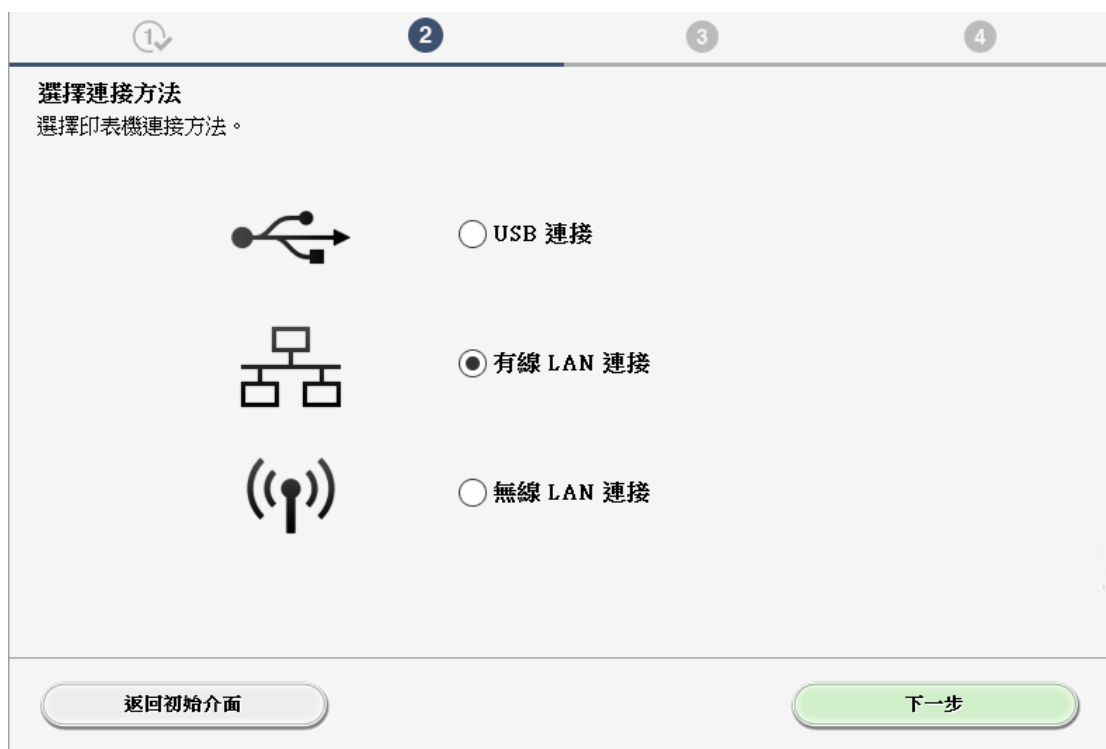 1 2 3 4
選擇連接方法
選擇印表機連接方法。
USB 連接
有線 LAN 連接
無線 LAN 連接
返回初始介面 下一步